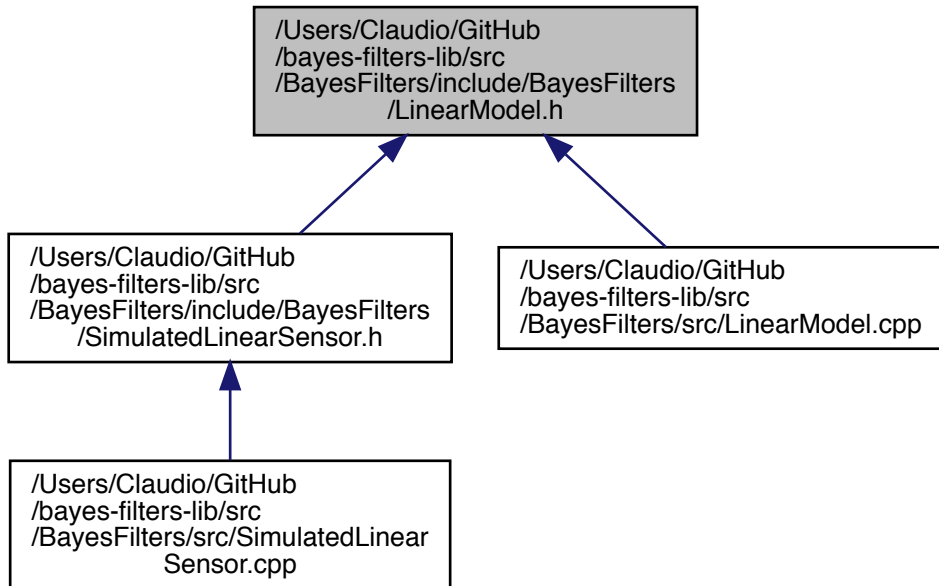 /Users/Claudio/GitHub
/bayes-filters-lib/src
/BayesFilters/include/BayesFilters
/LinearModel.h
/Users/Claudio/GitHub
/bayes-filters-lib/src
/BayesFilters/include/BayesFilters
/SimulatedLinearSensor.h
/Users/Claudio/GitHub
/bayes-filters-lib/src
/BayesFilters/src/LinearModel.cpp
/Users/Claudio/GitHub
/bayes-filters-lib/src
/BayesFilters/src/SimulatedLinear
Sensor.cpp